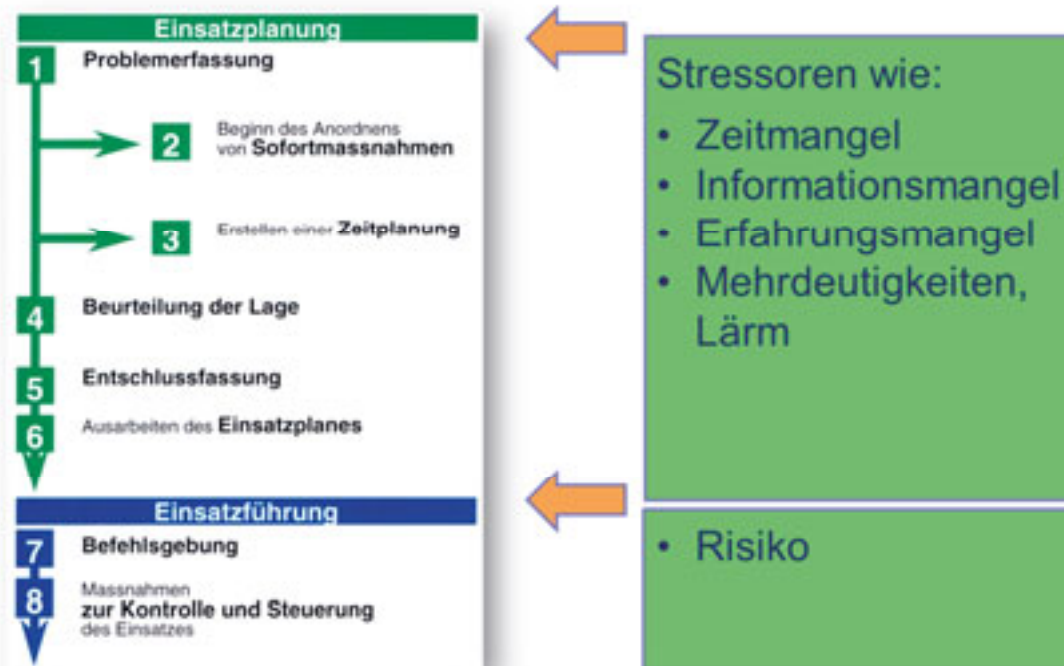 Einsatzplanung
1 Problemerfassung
2 Beginn des Anordnens
von Sofortmassnahmen
3 Erstellen einer Zeitplanung
4 Beurteilung der Lage
5 Entschlussfassung
6 Ausarbeiten des Einsatzplanes
Einsatzführung
7 Befehlsgebung
8 Massnahmen
zur Kontrolle und Steuerung
des Einsatzes
Stressoren wie:
• Zeitmangel
• Informationsmangel
• Erfahrungsmangel
• Mehrdeutigkeiten,
Lärm
• Risiko